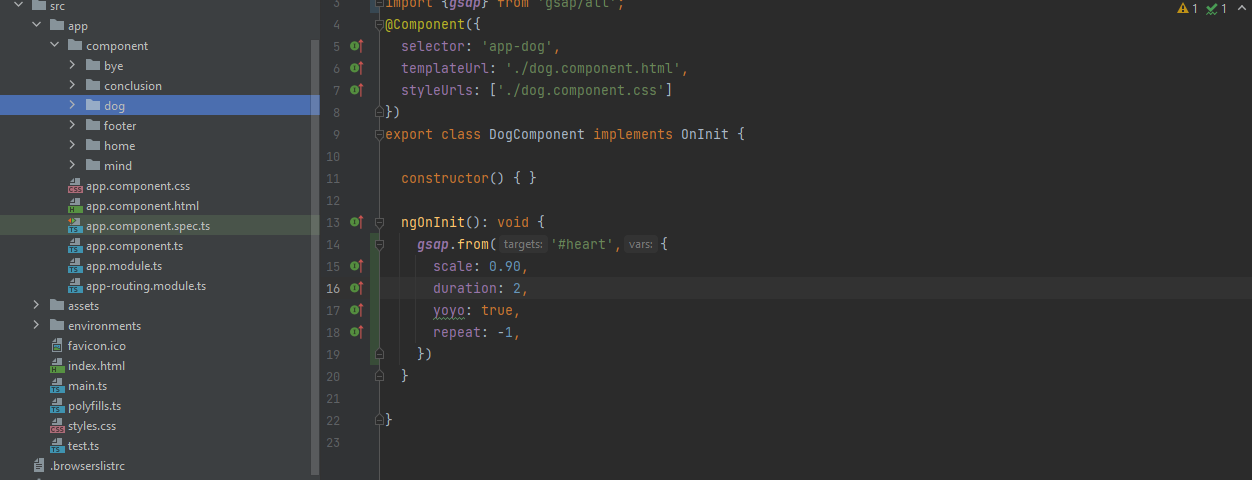 src
app
component
bye
conclusion
dog
footer
home
mind
app.component.css
app.component.html
app.component.spec.ts
app.component.ts
app.module.ts
app-routing.module.ts
assets
environments
favicon.ico
index.html
main.ts
polyfills.ts
styles.css
test.ts
.browserslistrc
3 import {gsap} from "gsap/all";
4 @Component({
5 selector: 'app-dog',
6 templateUrl: './dog.component.html',
7 styleUrls: ['./dog.component.css']
8 })
9 export class DogComponent implements OnInit {
10
11 constructor() { }
12
13 ngOnInit(): void {
14 gsap.from( targets: '#heart', vars: {
15 scale: 0.90,
16 duration: 2,
17 yoyo: true,
18 repeat: -1,
19 })
20 }
21
22 }
23
1 1